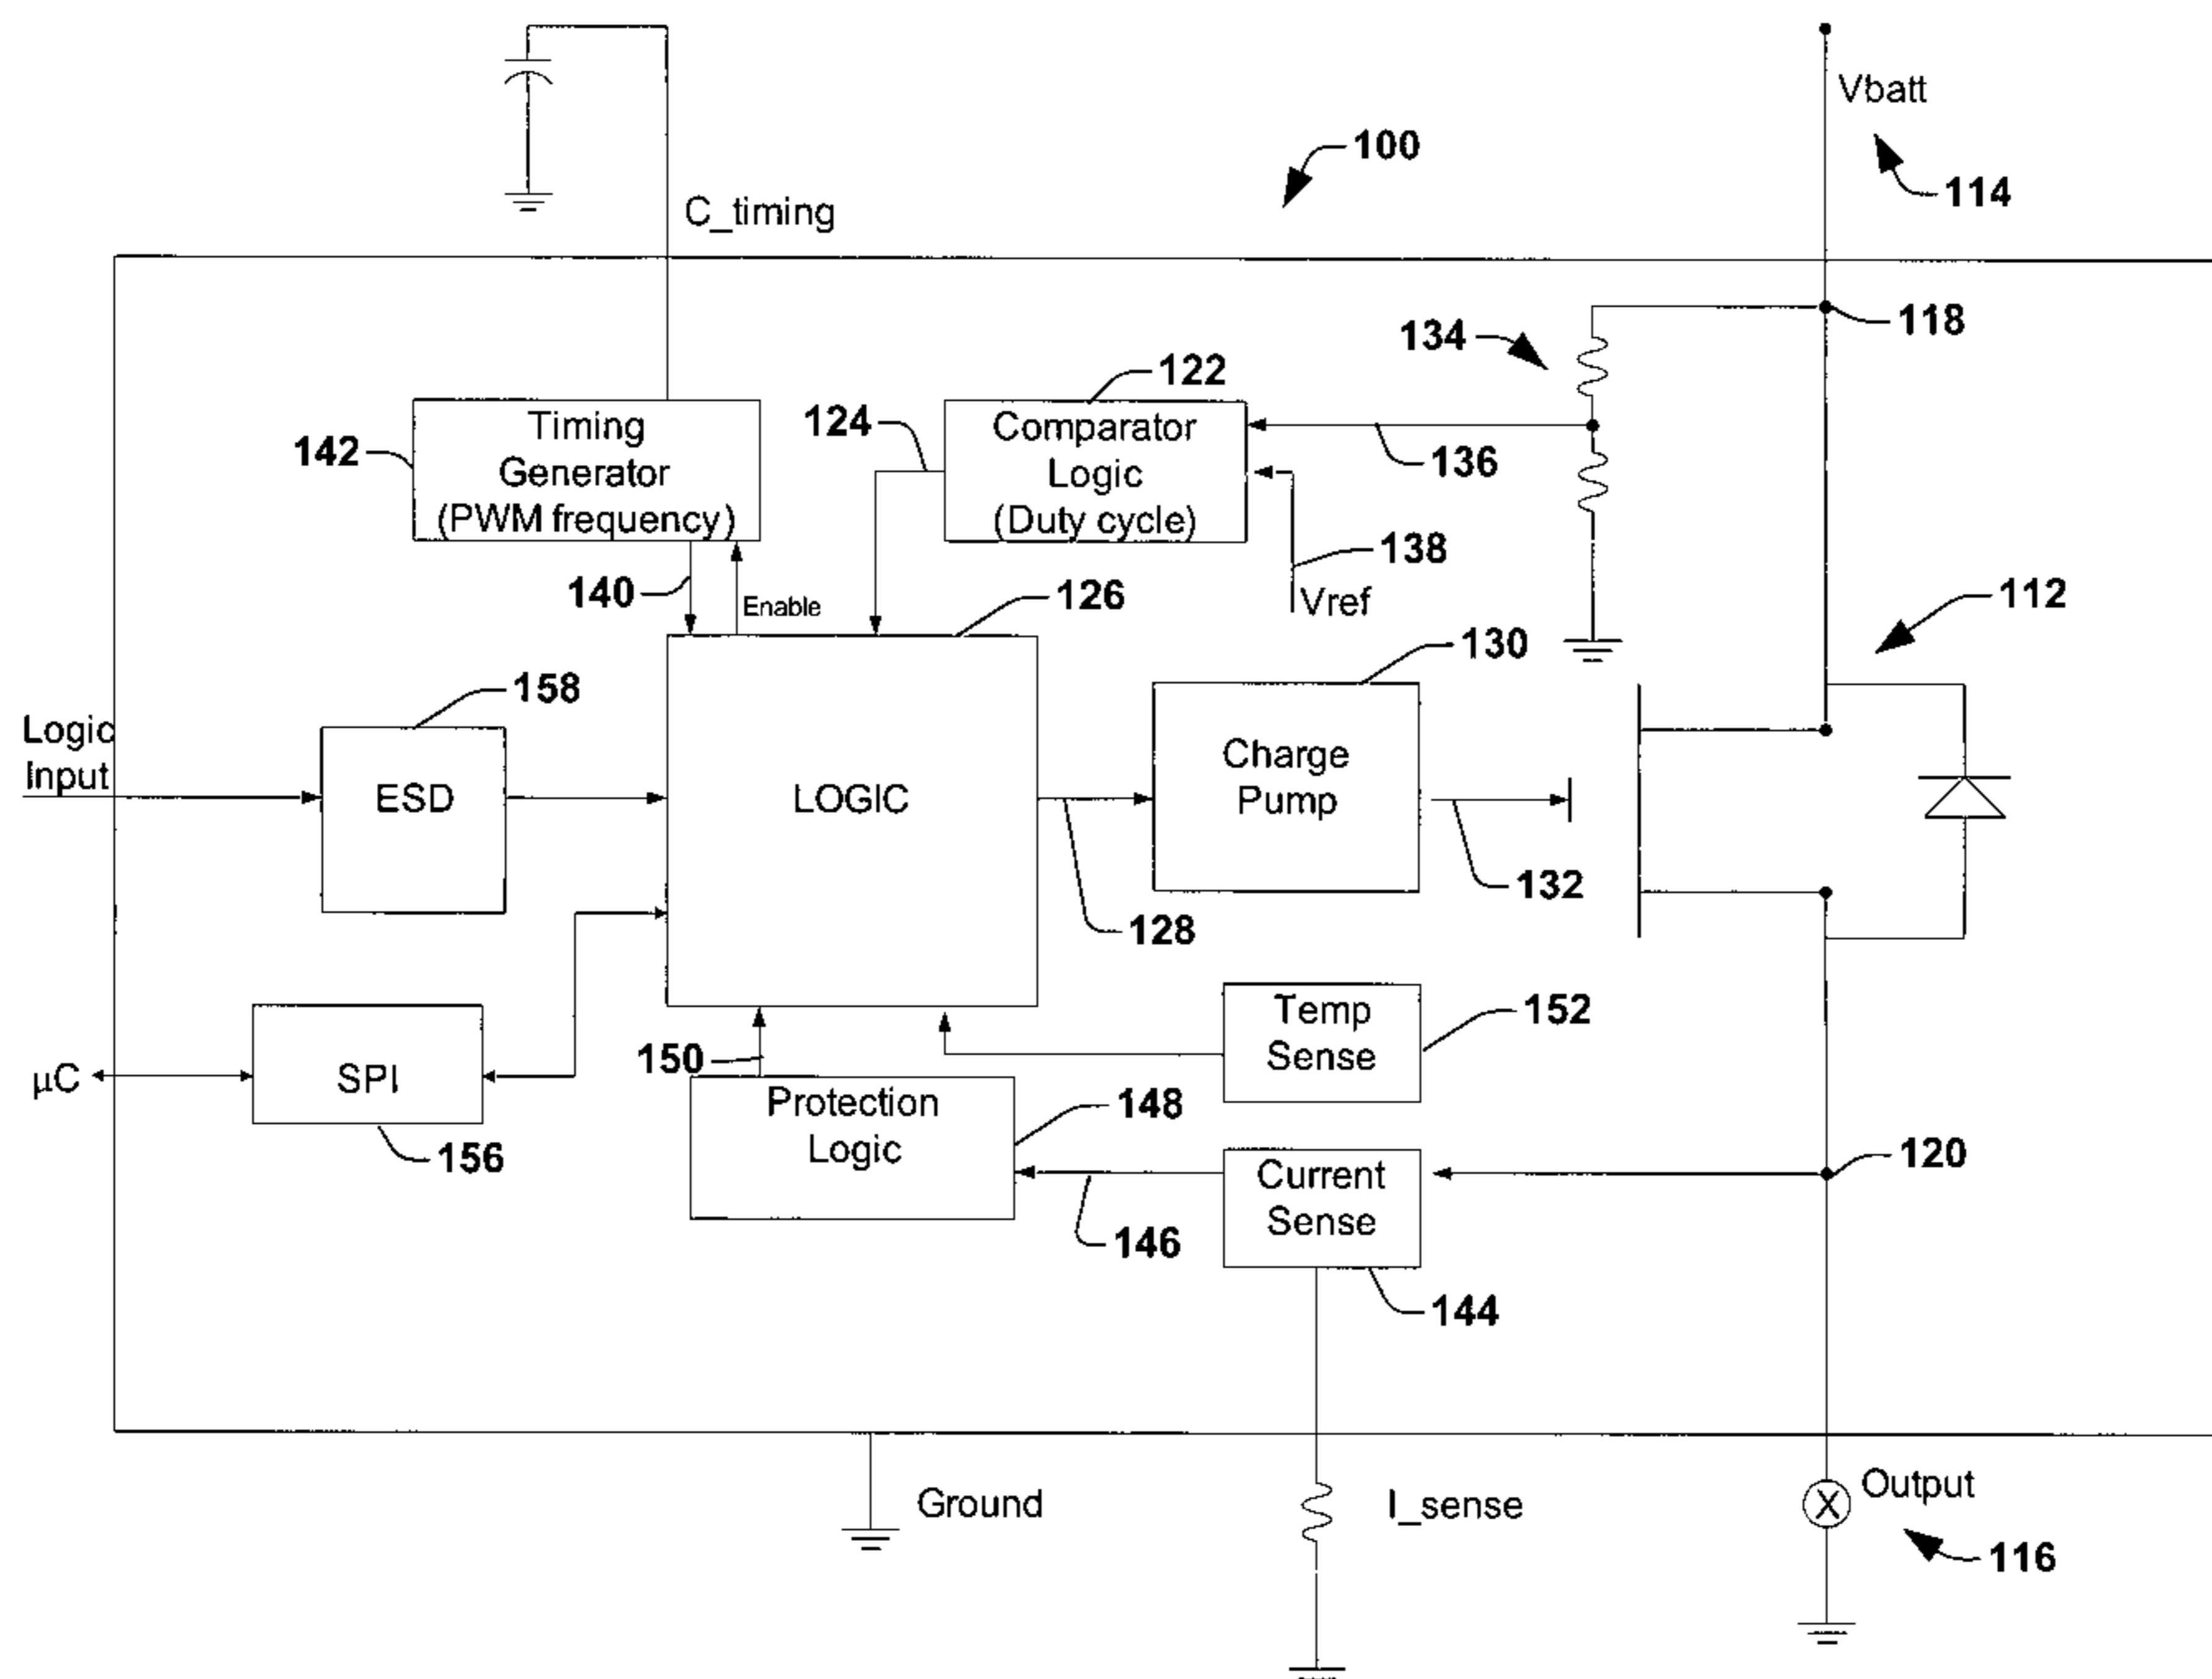 Vbatt
100
114
C_timing
118
134
122
Timing
Generator
(PWM frequency)
142
124
Comparator
Logic
(Duty cycle)
136
138
Vref
140
Enable
126
112
130
158
Logic
Input
ESD
LOGIC
Charge
Pump
132
128
Temp
Sense
152
150
μC
SPI
Protection
Logic
148
156
Current
Sense
120
146
144
Ground
I_sense
Output
X
116